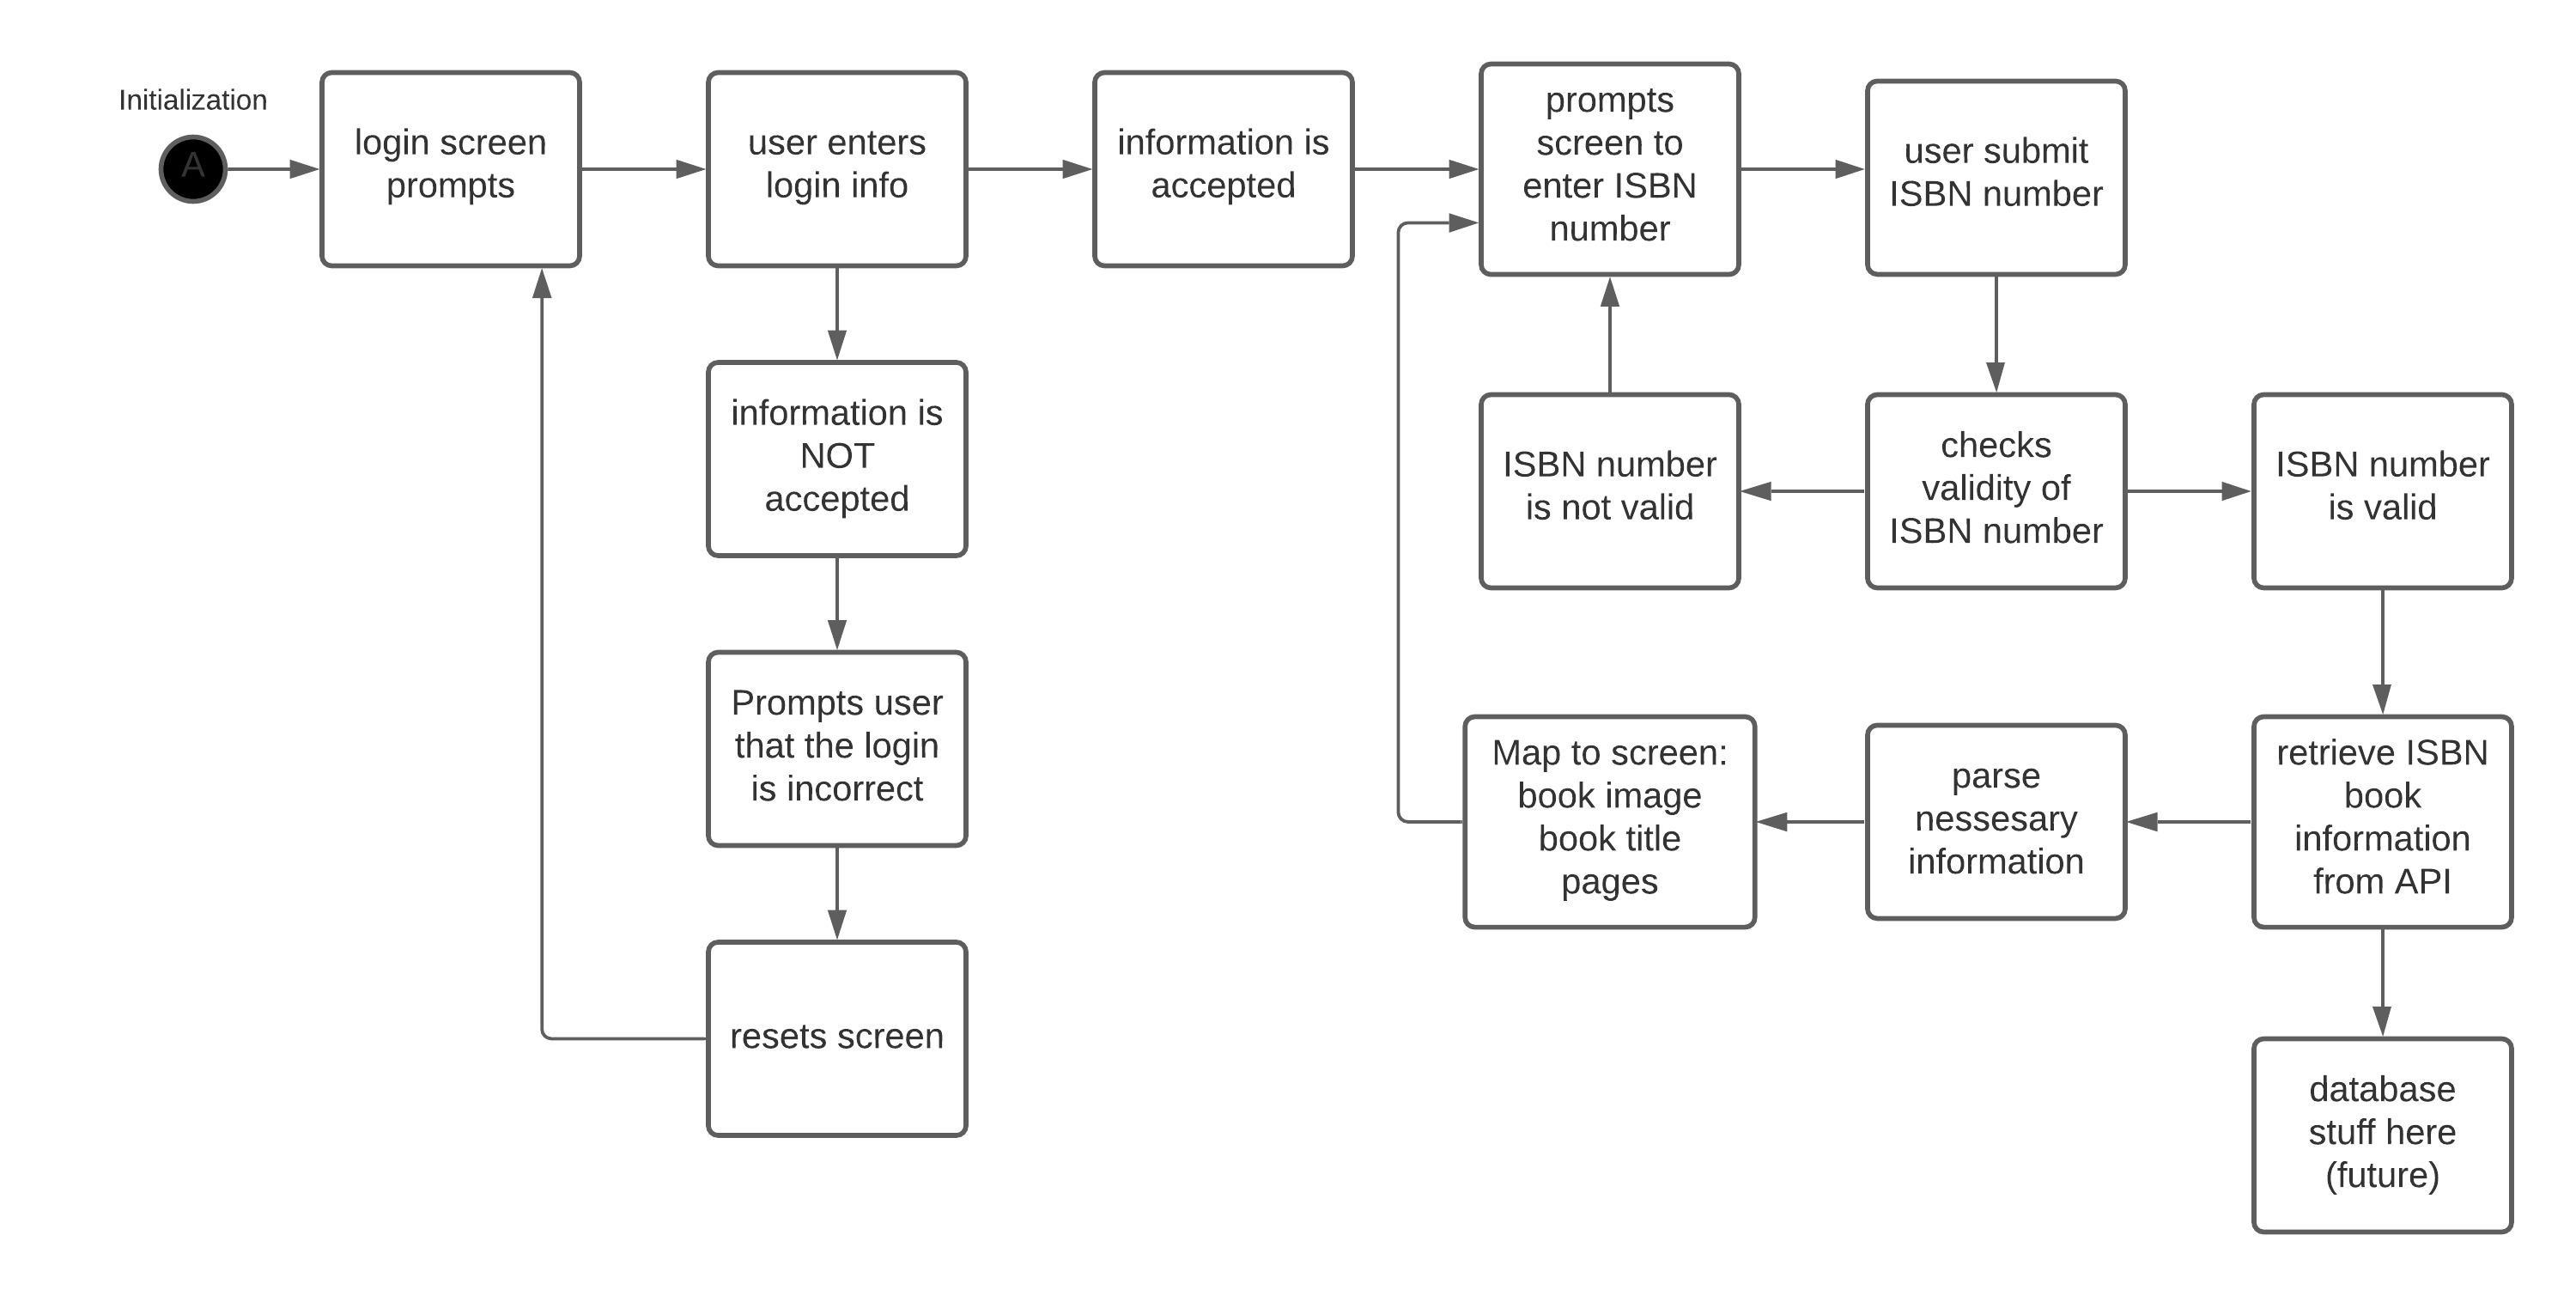 Initialization
A
login screen
prompts
user enters
login info
information is
accepted
prompts
screen to
enter ISBN
number
user submit
ISBN number
information is
NOT
accepted
ISBN number
is not valid
checks
validity of
ISBN number
ISBN number
is valid
Prompts user
that the login
is incorrect
Map to screen:
book image
book title
pages
parse
nessesary
information
retrieve ISBN
book
information
from API
resets screen
database
stuff here
(future)